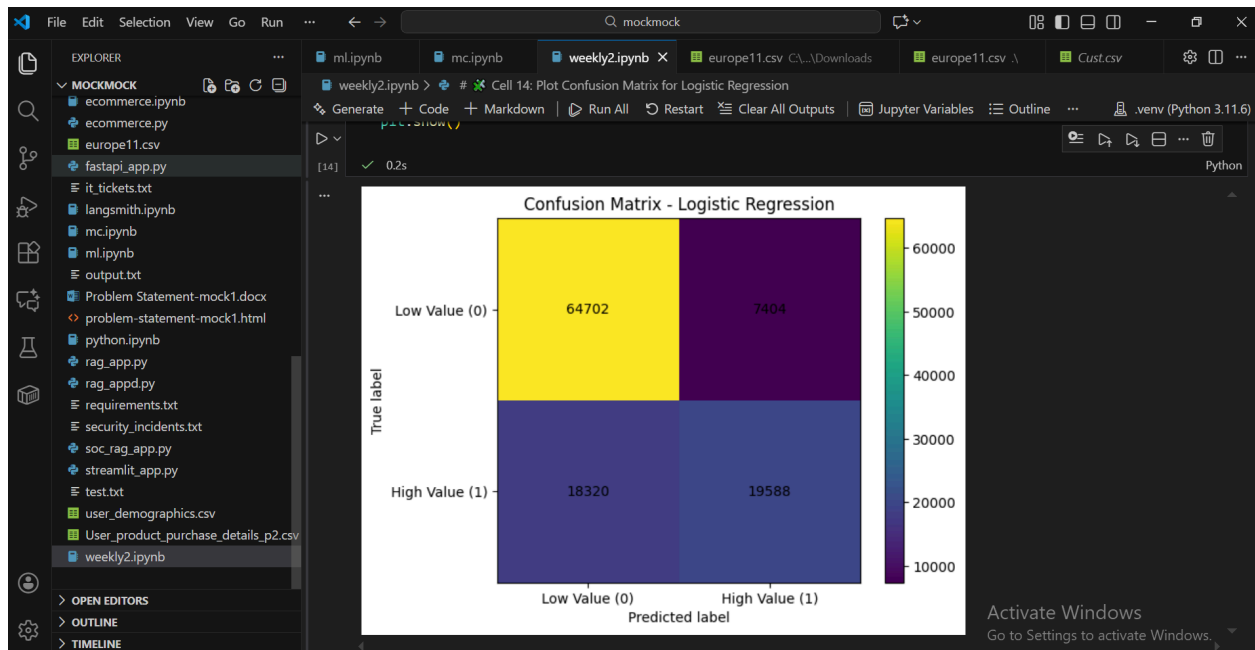 File Edit Selection View Go Run ··· mockmock
EXPLORER ···
MOCKMOCK
ecommerce.ipynb
ecommerce.py
europe11.csv
fastapi_app.py
it_tickets.txt
langsmith.ipynb
mc.ipynb
ml.ipynb
output.txt
Problem Statement-mock1.docx
problem-statement-mock1.html
python.ipynb
rag_app.py
rag_appd.py
requirements.txt
security_incidents.txt
soc_rag_app.py
streamlit_app.py
test.txt
user_demographics.csv
User_product_purchase_details_p2.csv
weekly2.ipynb
OPEN EDITORS
OUTLINE
TIMELINE
ml.ipynb mc.ipynb weekly2.ipynb europe11.csv C:\...\Downloads europe11.csv .\ Cust.csv
weekly2.ipynb > # Cell 14: Plot Confusion Matrix for Logistic Regression
Generate + Code + Markdown | Run All Restart Clear All Outputs | Jupyter Variables Outline ··· .venv (Python 3.11.6)
plt.show()
[14] 0.2s Python
Confusion Matrix - Logistic Regression
Low Value (0) 64702 7404
High Value (1) 18320 19588
True label
Low Value (0) High Value (1)
Predicted label
60000
50000
40000
30000
20000
10000
Activate Windows
Go to Settings to activate Windows.